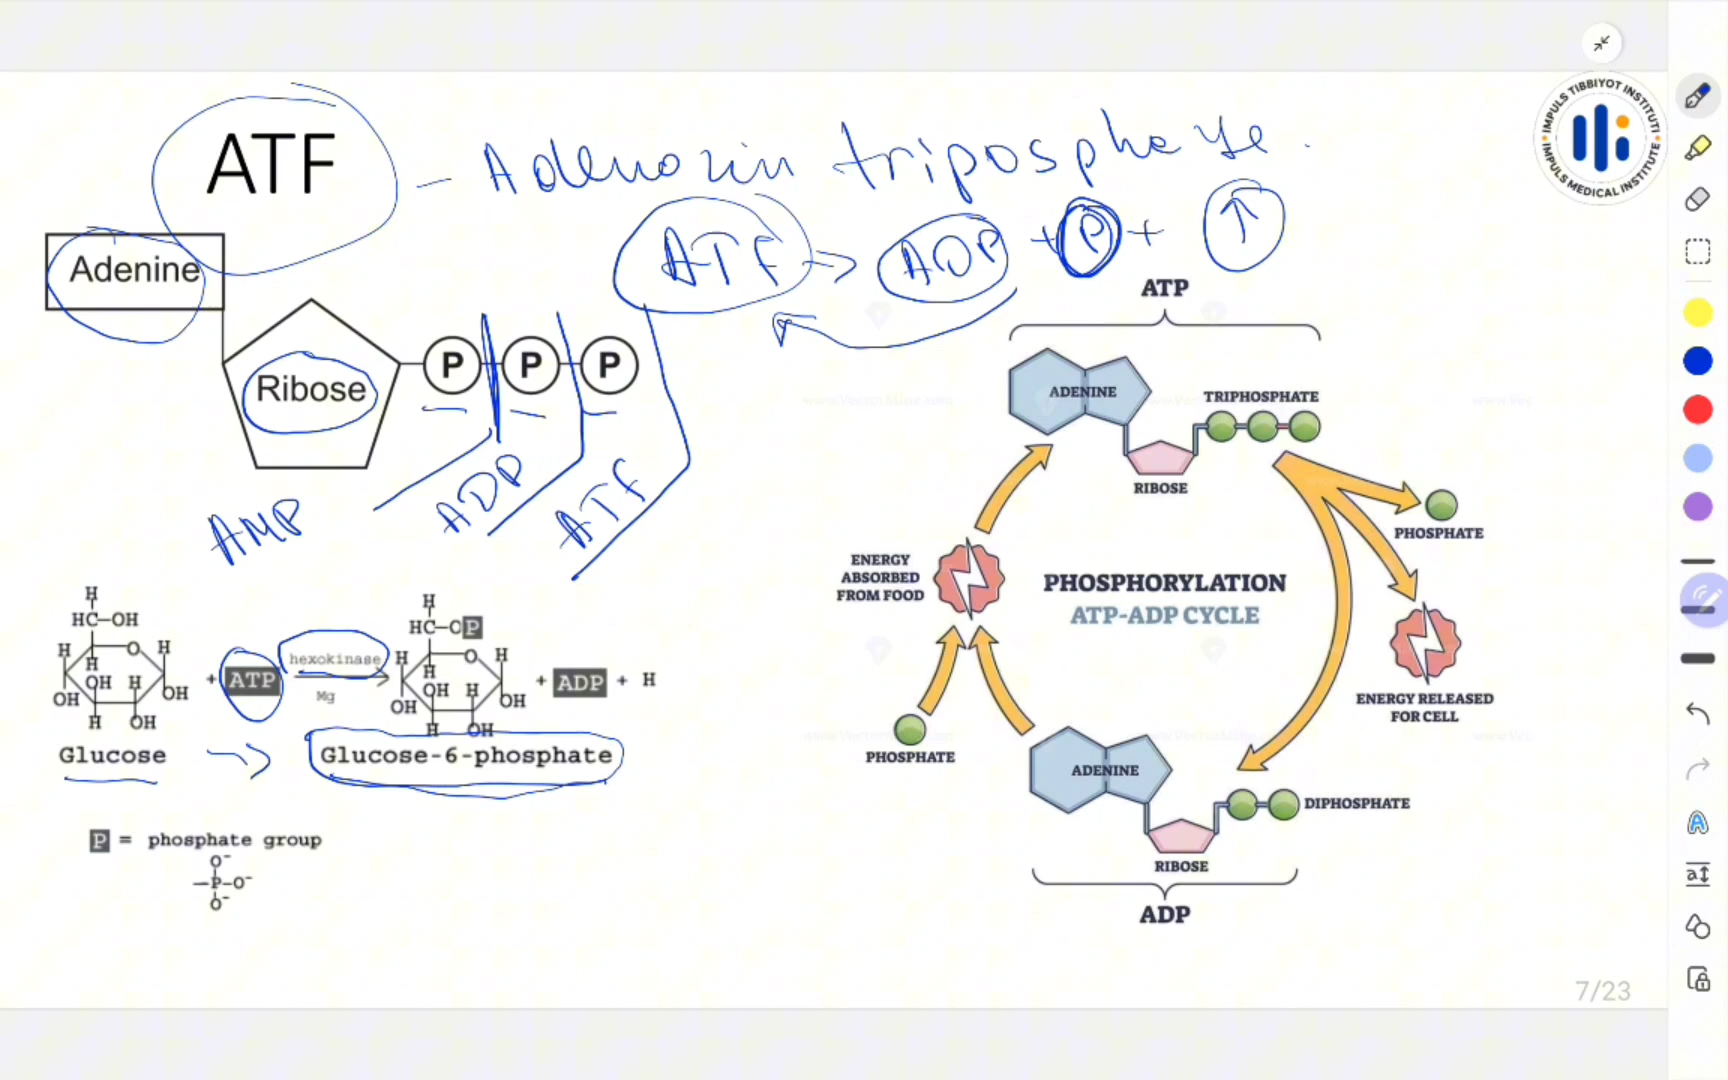 IMPULS TIBBIYOT INSTITUTI
IMPULS MEDICAL INSTITUTE
ATF - Adenozin triposphate.
ATF → ADP + P + ↑
Adenine
Ribose
P P P
AMP ADP ATF
ATP
ADENINE
TRIPHOSPHATE
RIBOSE
PHOSPHATE
ENERGY
ABSORBED
FROM FOOD
PHOSPHORYLATION
ATP-ADP CYCLE
ENERGY RELEASED
FOR CELL
PHOSPHATE
ADENINE
DIPHOSPHATE
RIBOSE
ADP
H
HC-OH
H O H
H
OH H
OH OH
H OH
Glucose
+ ATP
hexokinase
Mg
H
HC-OP
H O H
H
OH H
OH OH
H OH
Glucose-6-phosphate
+ ADP + H
P = phosphate group
O-
-P-O-
O-
7/23